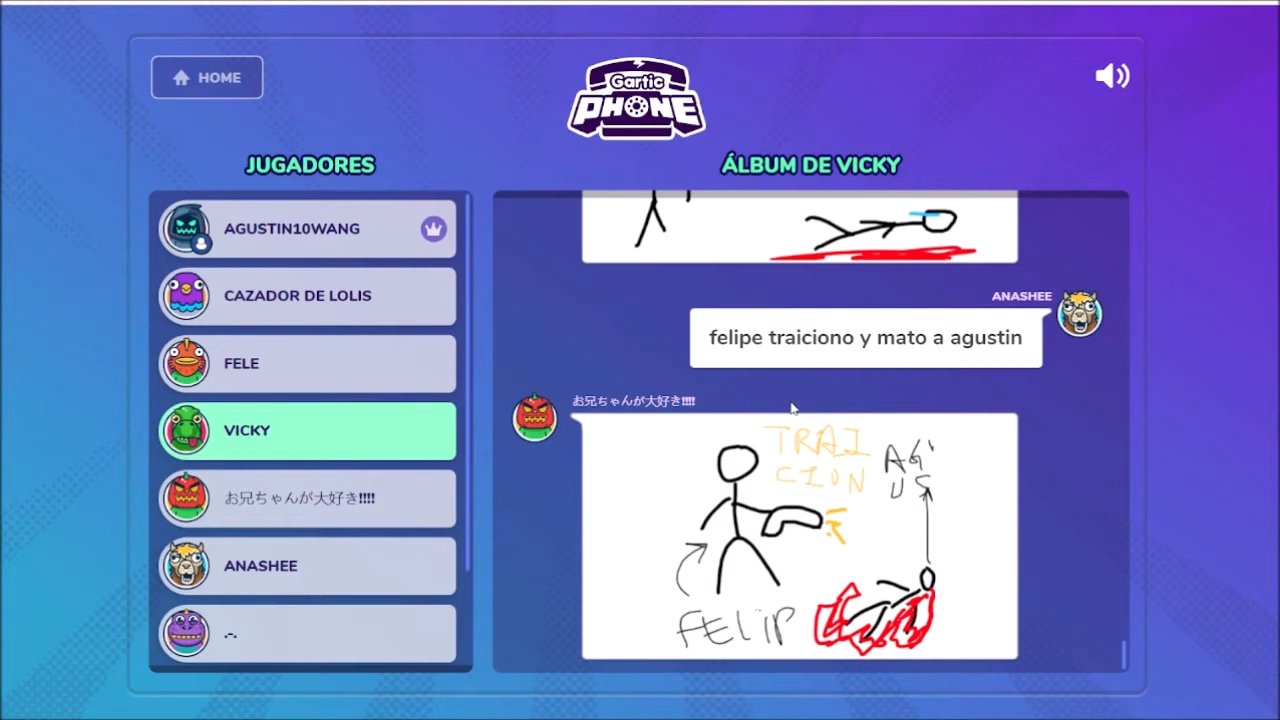 HOME
Gartic
PHONE
JUGADORES
ÁLBUM DE VICKY
AGUSTIN10WANG
CAZADOR DE LOLIS
FELE
VICKY
お兄ちゃんが大好き!!!!
ANASHEE
.-.
ANASHEE
felipe traiciono y mato a agustin
お兄ちゃんが大好き!!!!
TRAI
CION
AGI
US
FELIP